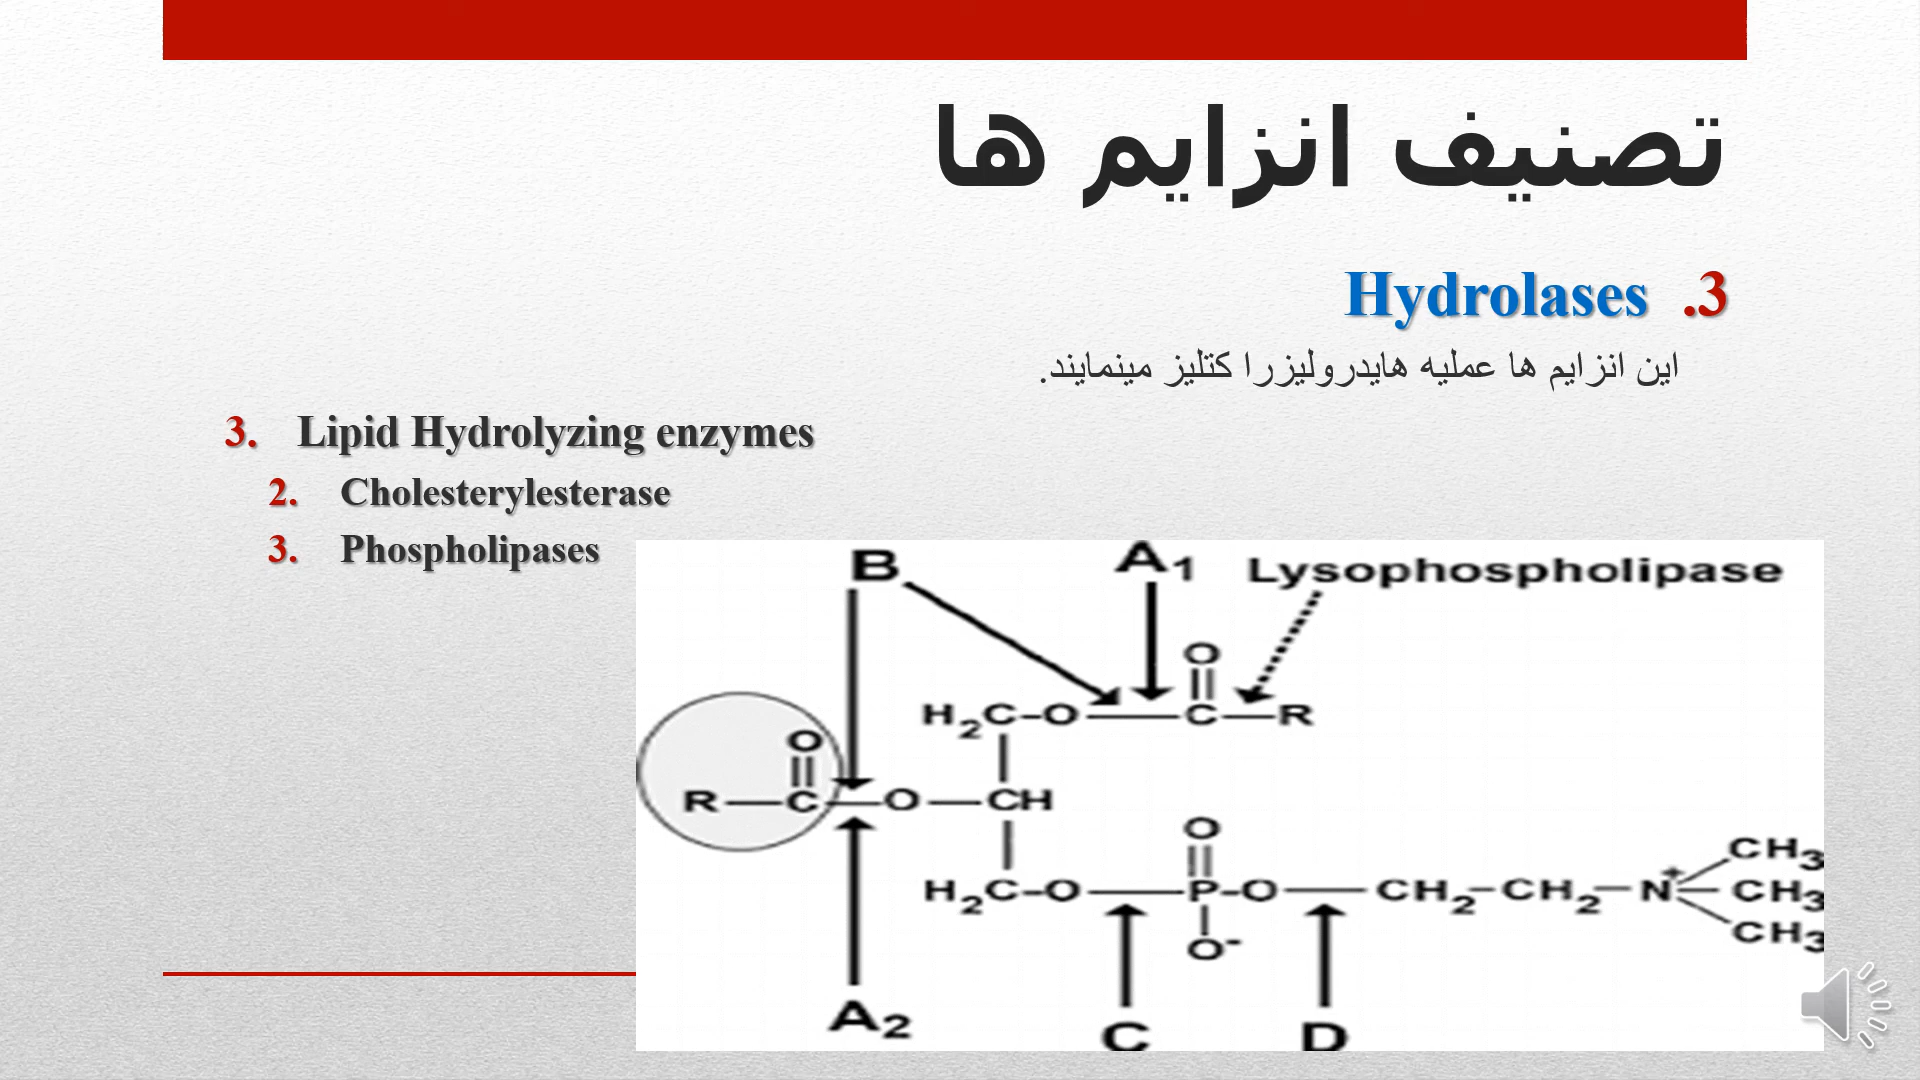 تصنیف انزایم ها
3. Hydrolases
این انزایم ها عملیه هایدرولیزرا کتلیز مینمایند.
3. Lipid Hydrolyzing enzymes
2. Cholesterylesterase
3. Phospholipases
B A1 Lysophospholipase
O
H2C-O—C—R
O
R—C—O—CH
O
CH3
H2C-O—P-O—CH2-CH2—N+—CH3
CH3
O-
A2 C D